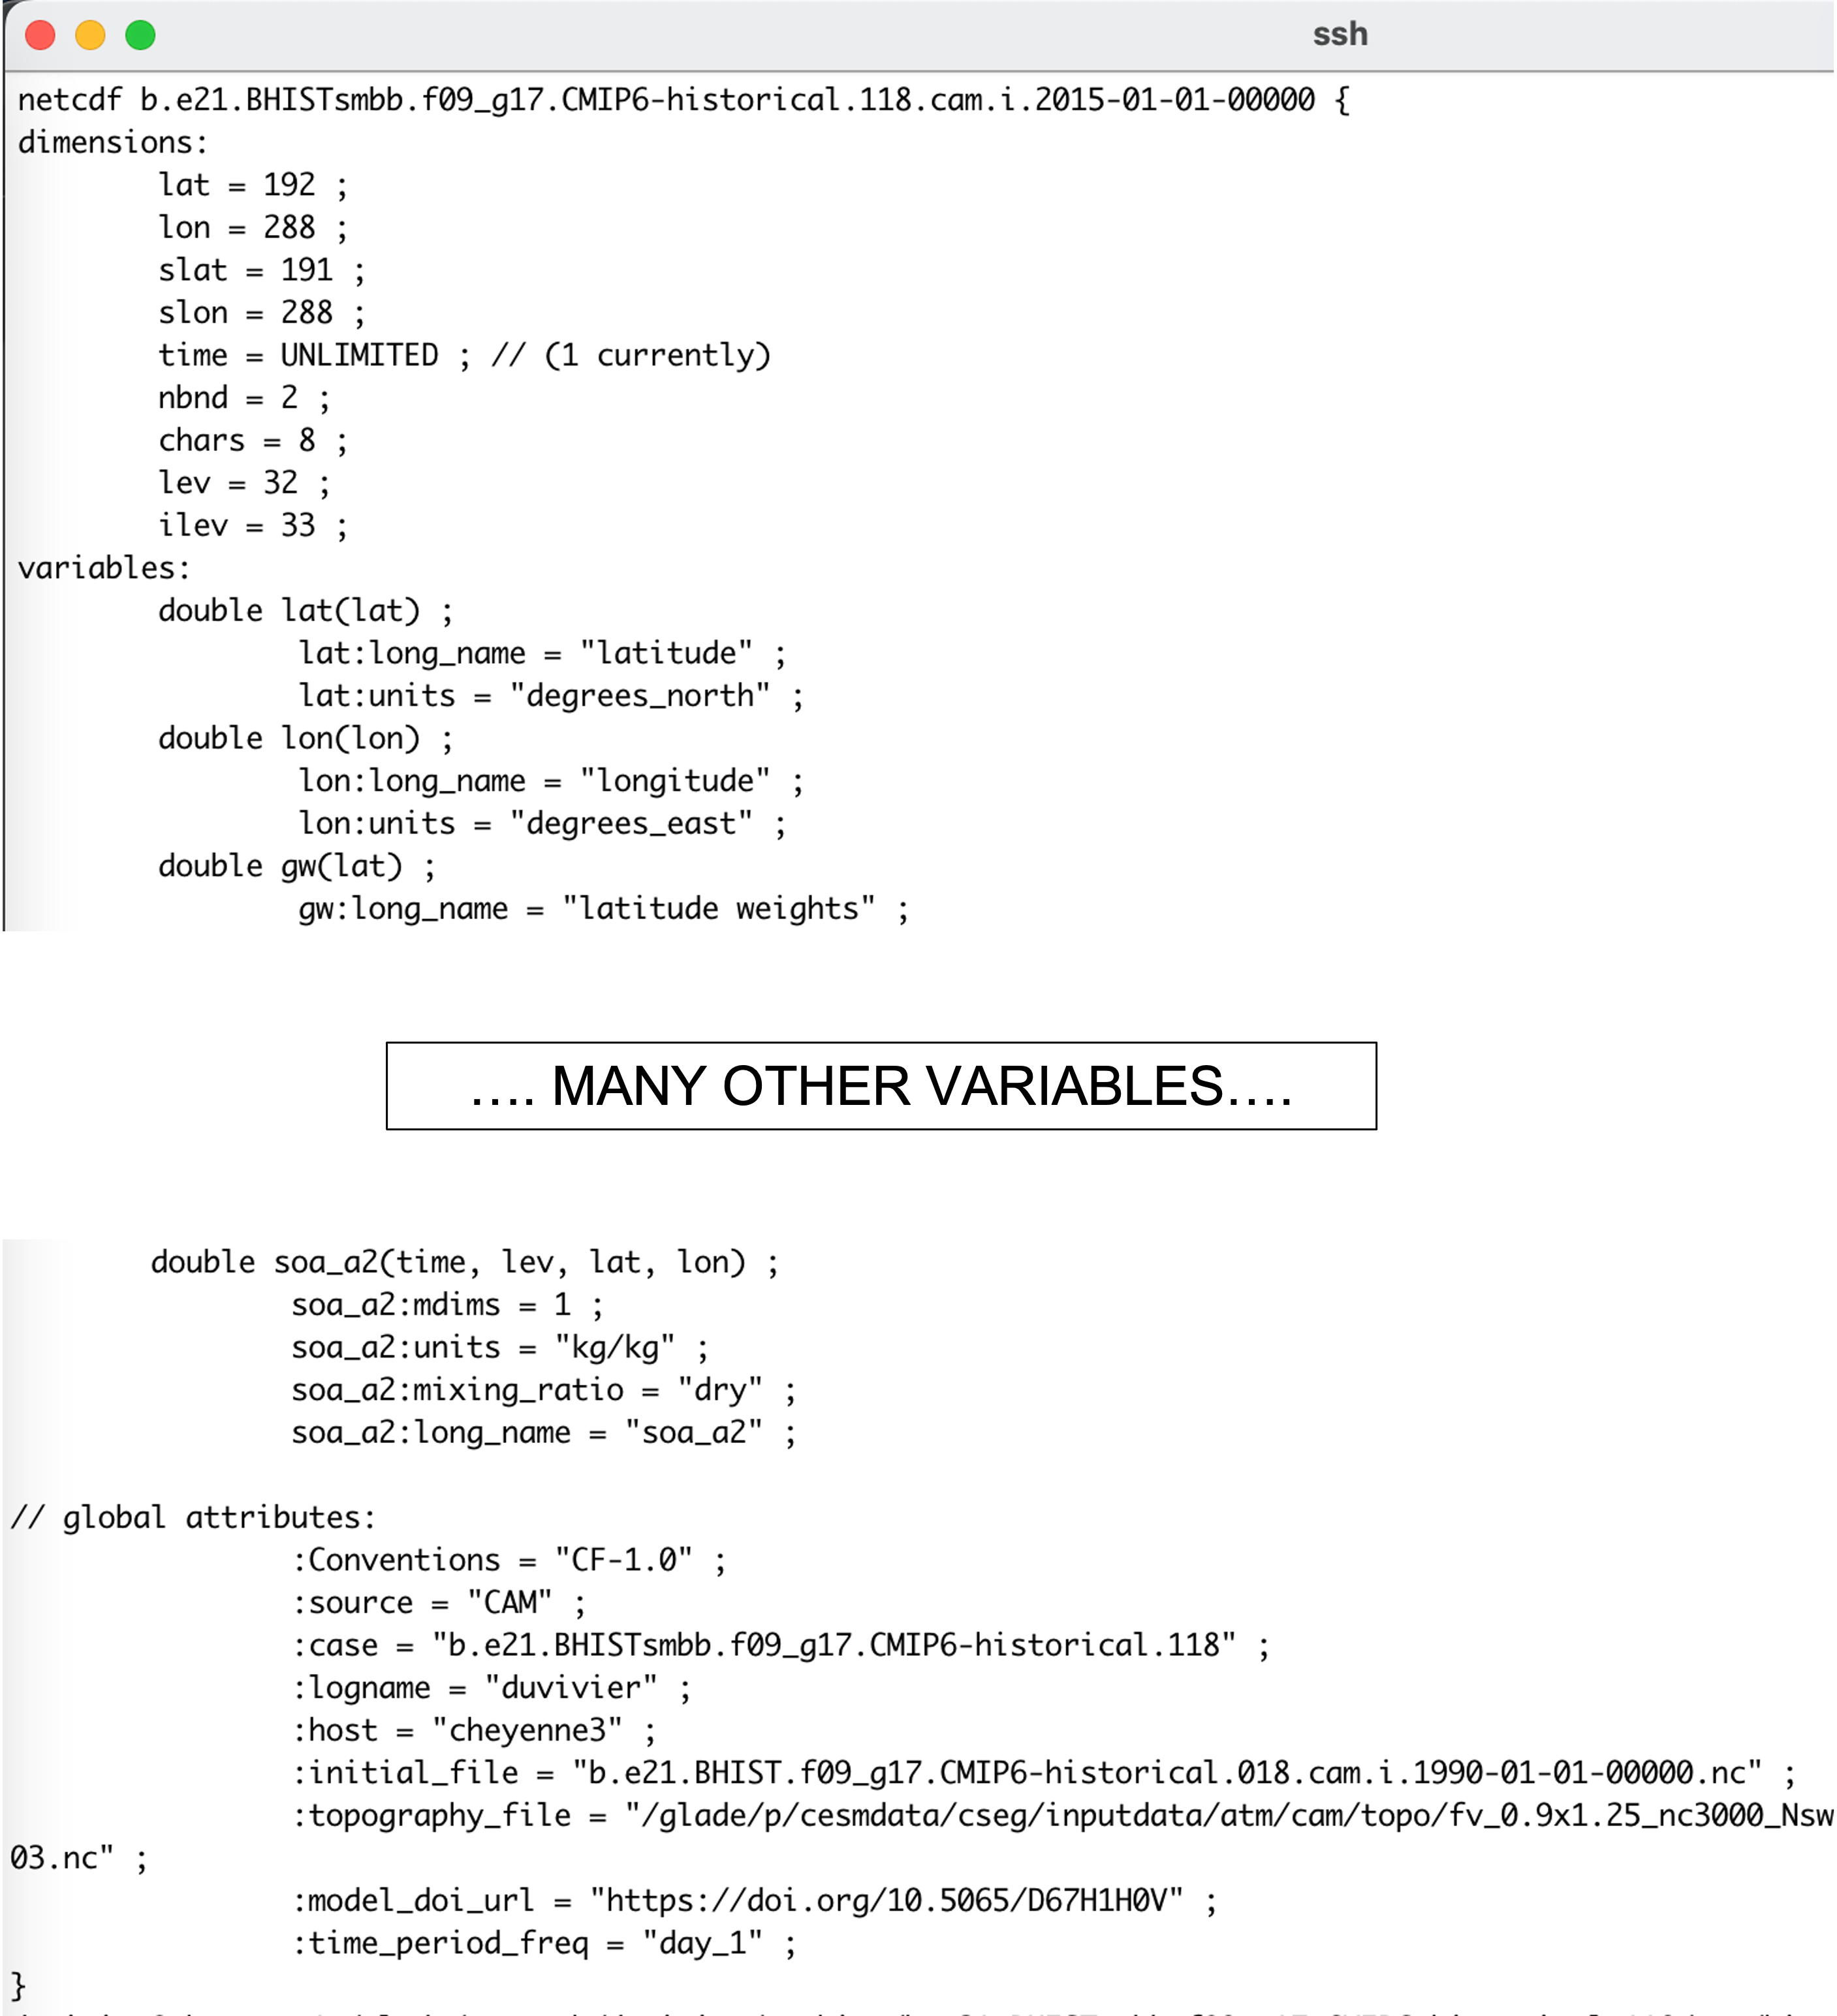 ssh
netcdf b.e21.BHISTsmbb.f09_g17.CMIP6-historical.118.cam.i.2015-01-01-00000 {
dimensions:
lat = 192 ;
lon = 288 ;
slat = 191 ;
slon = 288 ;
time = UNLIMITED ; // (1 currently)
nbnd = 2 ;
chars = 8 ;
lev = 32 ;
ilev = 33 ;
variables:
double lat(lat) ;
lat:long_name = "latitude" ;
lat:units = "degrees_north" ;
double lon(lon) ;
lon:long_name = "longitude" ;
lon:units = "degrees_east" ;
double gw(lat) ;
gw:long_name = "latitude weights" ;
.... MANY OTHER VARIABLES....
double soa_a2(time, lev, lat, lon) ;
soa_a2:mdims = 1 ;
soa_a2:units = "kg/kg" ;
soa_a2:mixing_ratio = "dry" ;
soa_a2:long_name = "soa_a2" ;
// global attributes:
:Conventions = "CF-1.0" ;
:source = "CAM" ;
:case = "b.e21.BHISTsmbb.f09_g17.CMIP6-historical.118" ;
:logname = "duvivier" ;
:host = "cheyenne3" ;
:initial_file = "b.e21.BHIST.f09_g17.CMIP6-historical.018.cam.i.1990-01-01-00000.nc" ;
:topography_file = "/glade/p/cesmdata/cseg/inputdata/atm/cam/topo/fv_0.9x1.25_nc3000_Nsw
03.nc" ;
:model_doi_url = "https://doi.org/10.5065/D67H1H0V" ;
:time_period_freq = "day_1" ;
}